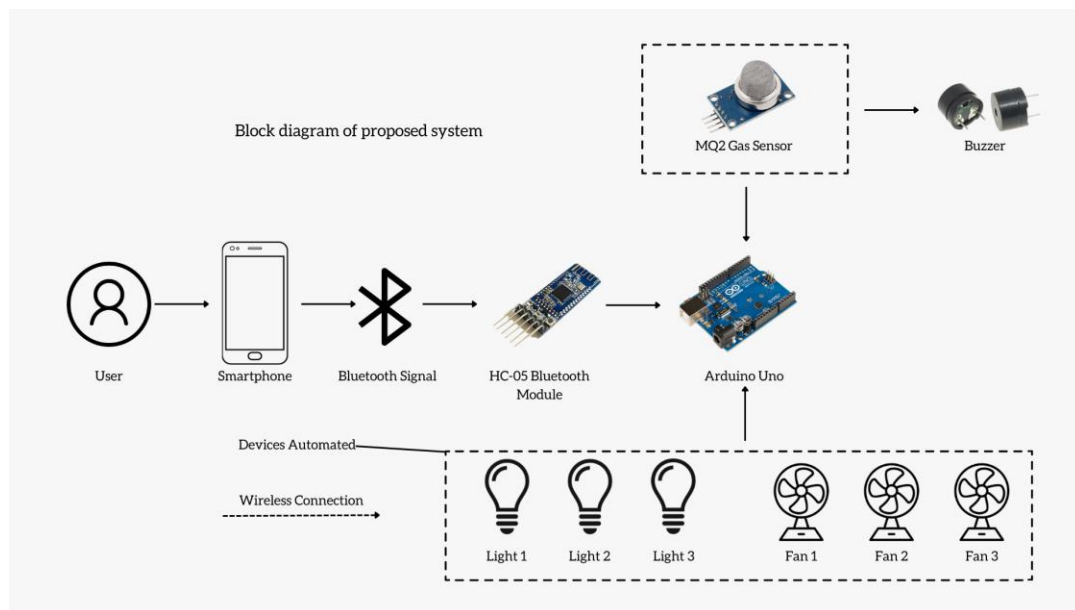 Block diagram of proposed system
MQ2 Gas Sensor
Buzzer
User
Smartphone
Bluetooth Signal
HC-05 Bluetooth
Module
Arduino Uno
Devices Automated
Wireless Connection
Light 1
Light 2
Light 3
Fan 1
Fan 2
Fan 3